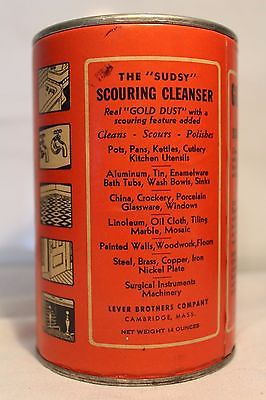 THE "SUDSY"
SCOURING CLEANSER
Real "GOLD DUST" with a
scouring feature added
Cleans - Scours - Polishes
Pots, Pans, Kettles, Cutlery
Kitchen Utensils
Aluminum, Tin, Enamelware
Bath Tubs, Wash Bowls, Sinks
China, Crockery, Porcelain
Glassware, Windows
Linoleum, Oil Cloth, Tiling
Marble, Mosaic
Painted Walls, Woodwork, Floors
Steel, Brass, Copper, Iron
Nickel Plate
Surgical Instruments
Machinery
LEVER BROTHERS COMPANY
CAMBRIDGE, MASS.
NET WEIGHT 14 OUNCES